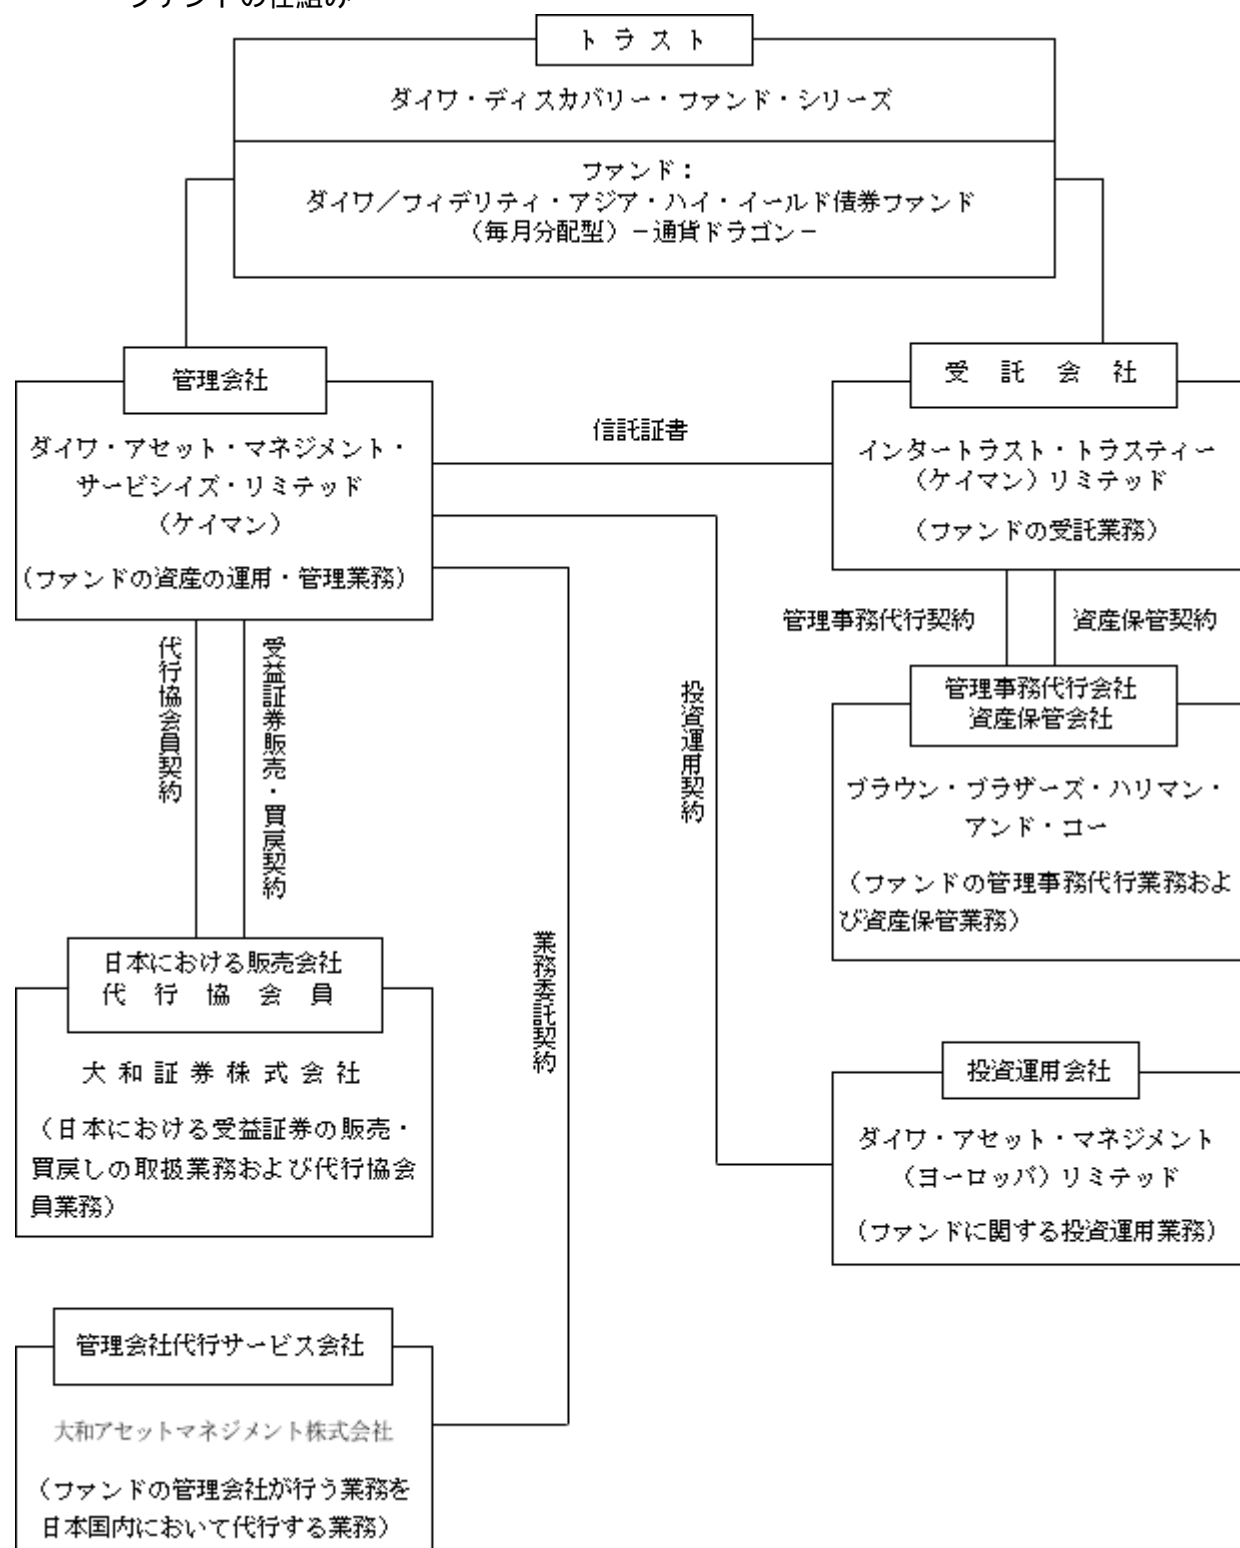 ファンドの仕組み
トラスト
ダイワ・ディスカバリー・ファンド・シリーズ
ファンド：
ダイワ／フィデリティ・アジア・ハイ・イールド債券ファンド
（毎月分配型）－通貨ドラゴン－
管理会社
ダイワ・アセット・マネジメント・
サービシイズ・リミテッド
（ケイマン）
（ファンドの資産の運用・管理業務）
信託証書
受託会社
インタートラスト・トラスティー
（ケイマン）リミテッド
（ファンドの受託業務）
管理事務代行契約
資産保管契約
代行協会員契約
受益証券販売・買戻契約
投資運用契約
業務委託契約
管理事務代行会社
資産保管会社
ブラウン・ブラザーズ・ハリマン・
アンド・コー
（ファンドの管理事務代行業務およ
び資産保管業務）
日本における販売会社
代行協会員
大和証券株式会社
（日本における受益証券の販売・
買戻しの取扱業務および代行協会
員業務）
投資運用会社
ダイワ・アセット・マネジメント
（ヨーロッパ）リミテッド
（ファンドに関する投資運用業務）
管理会社代行サービス会社
大和アセットマネジメント株式会社
（ファンドの管理会社が行う業務を
日本国内において代行する業務）